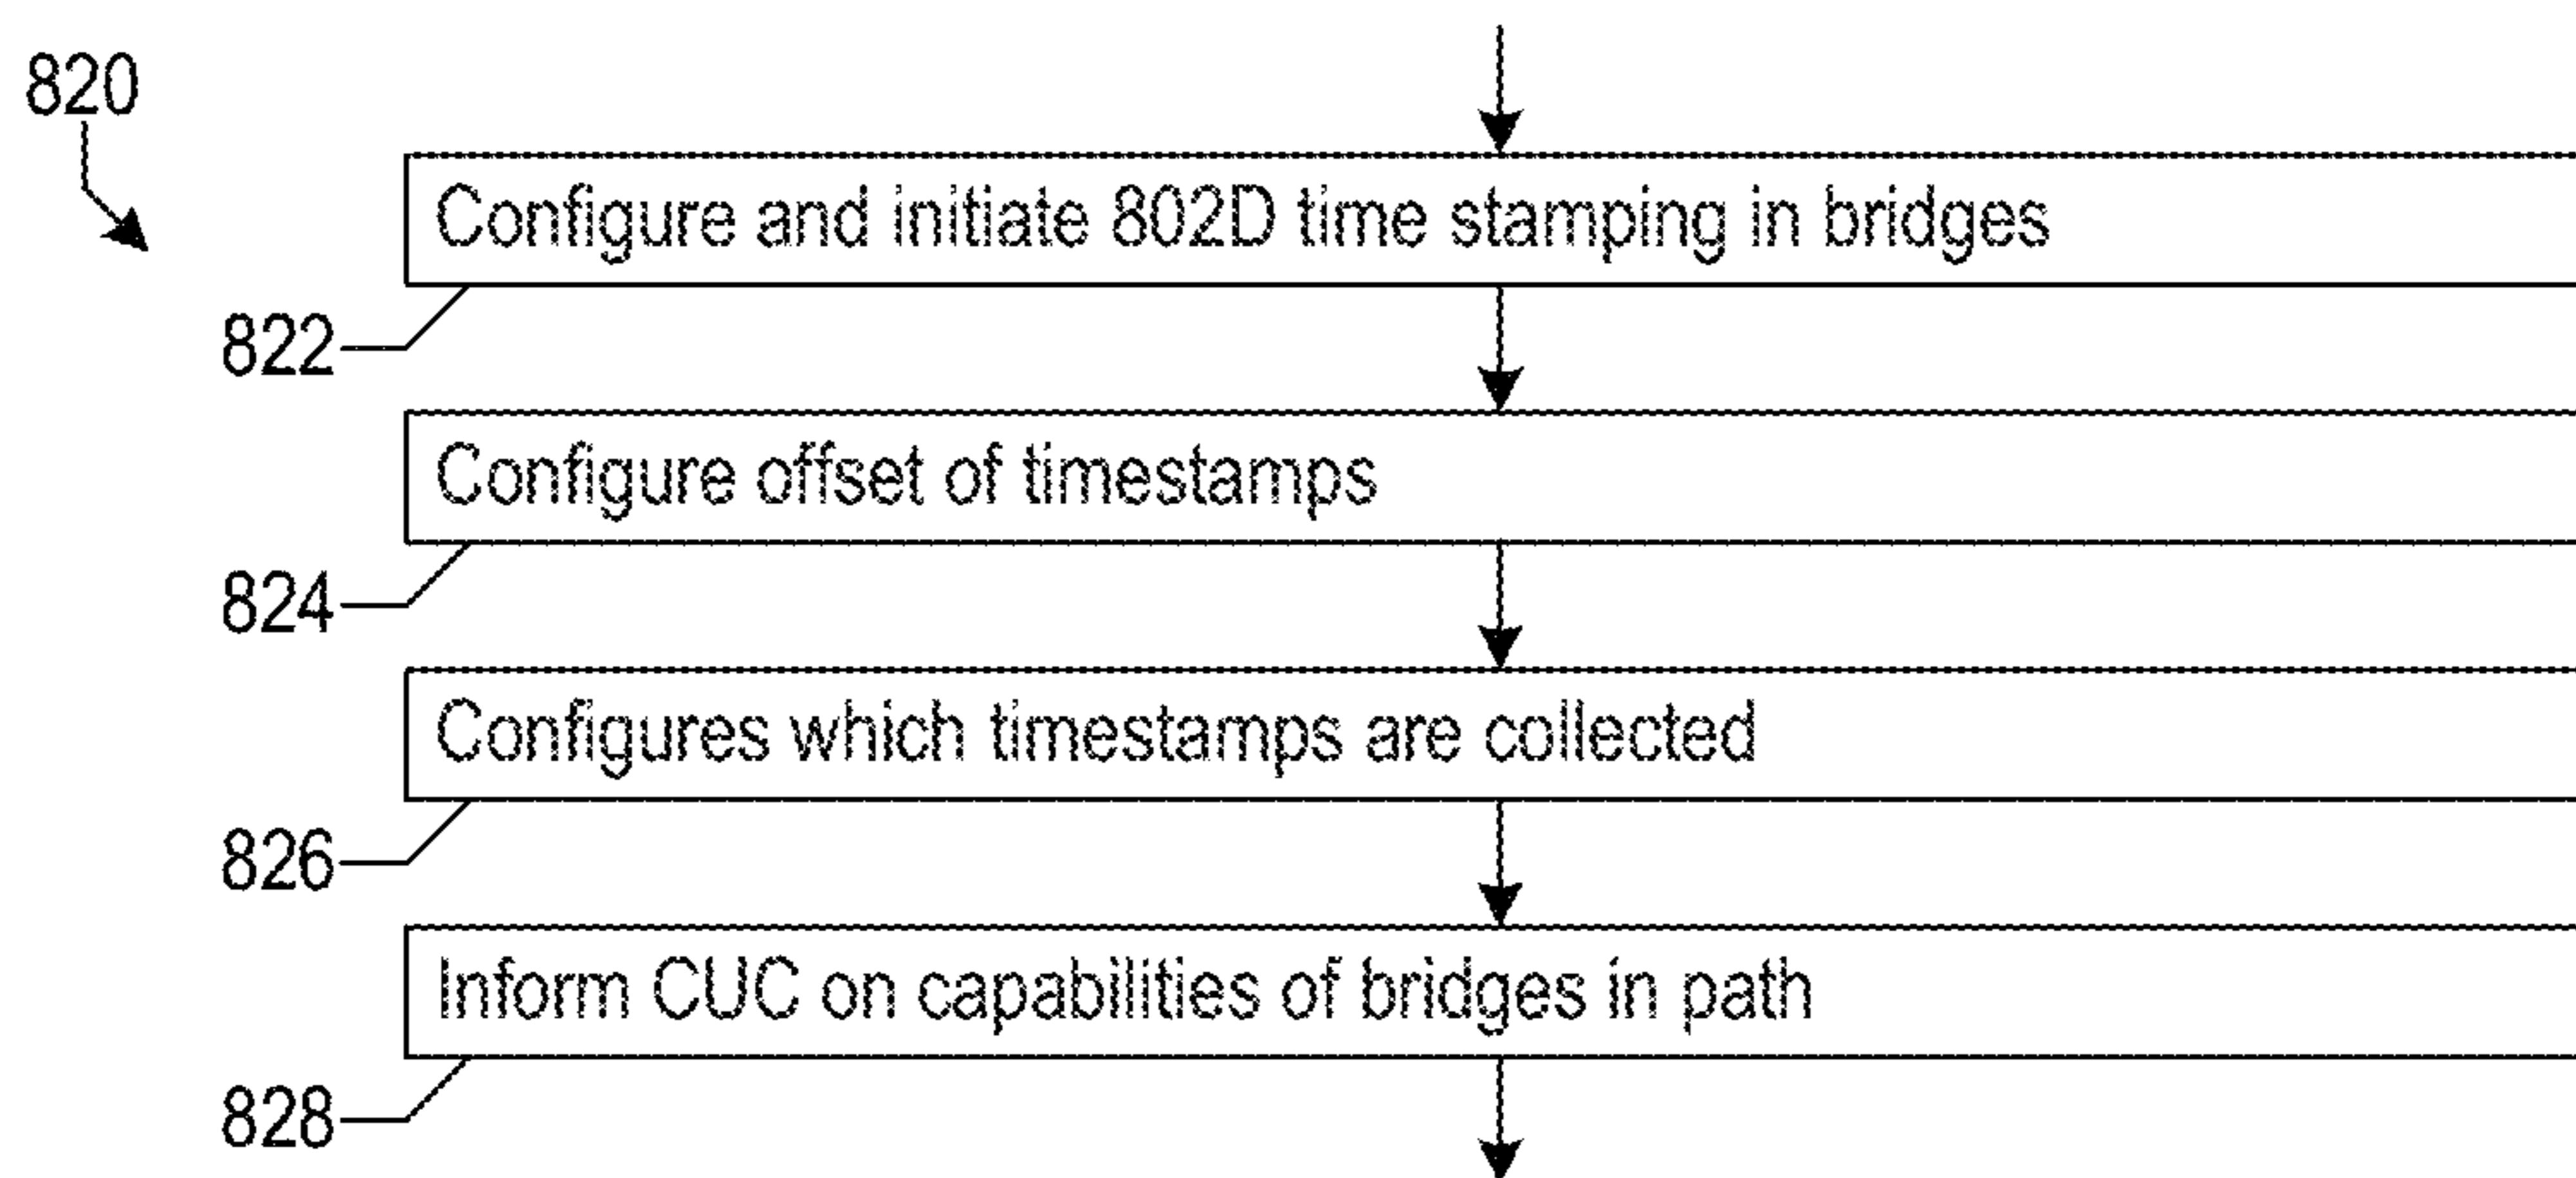 820
Configure and initiate 802D time stamping in bridges
822
Configure offset of timestamps
824
Configures which timestamps are collected
826
Inform CUC on capabilities of bridges in path
828